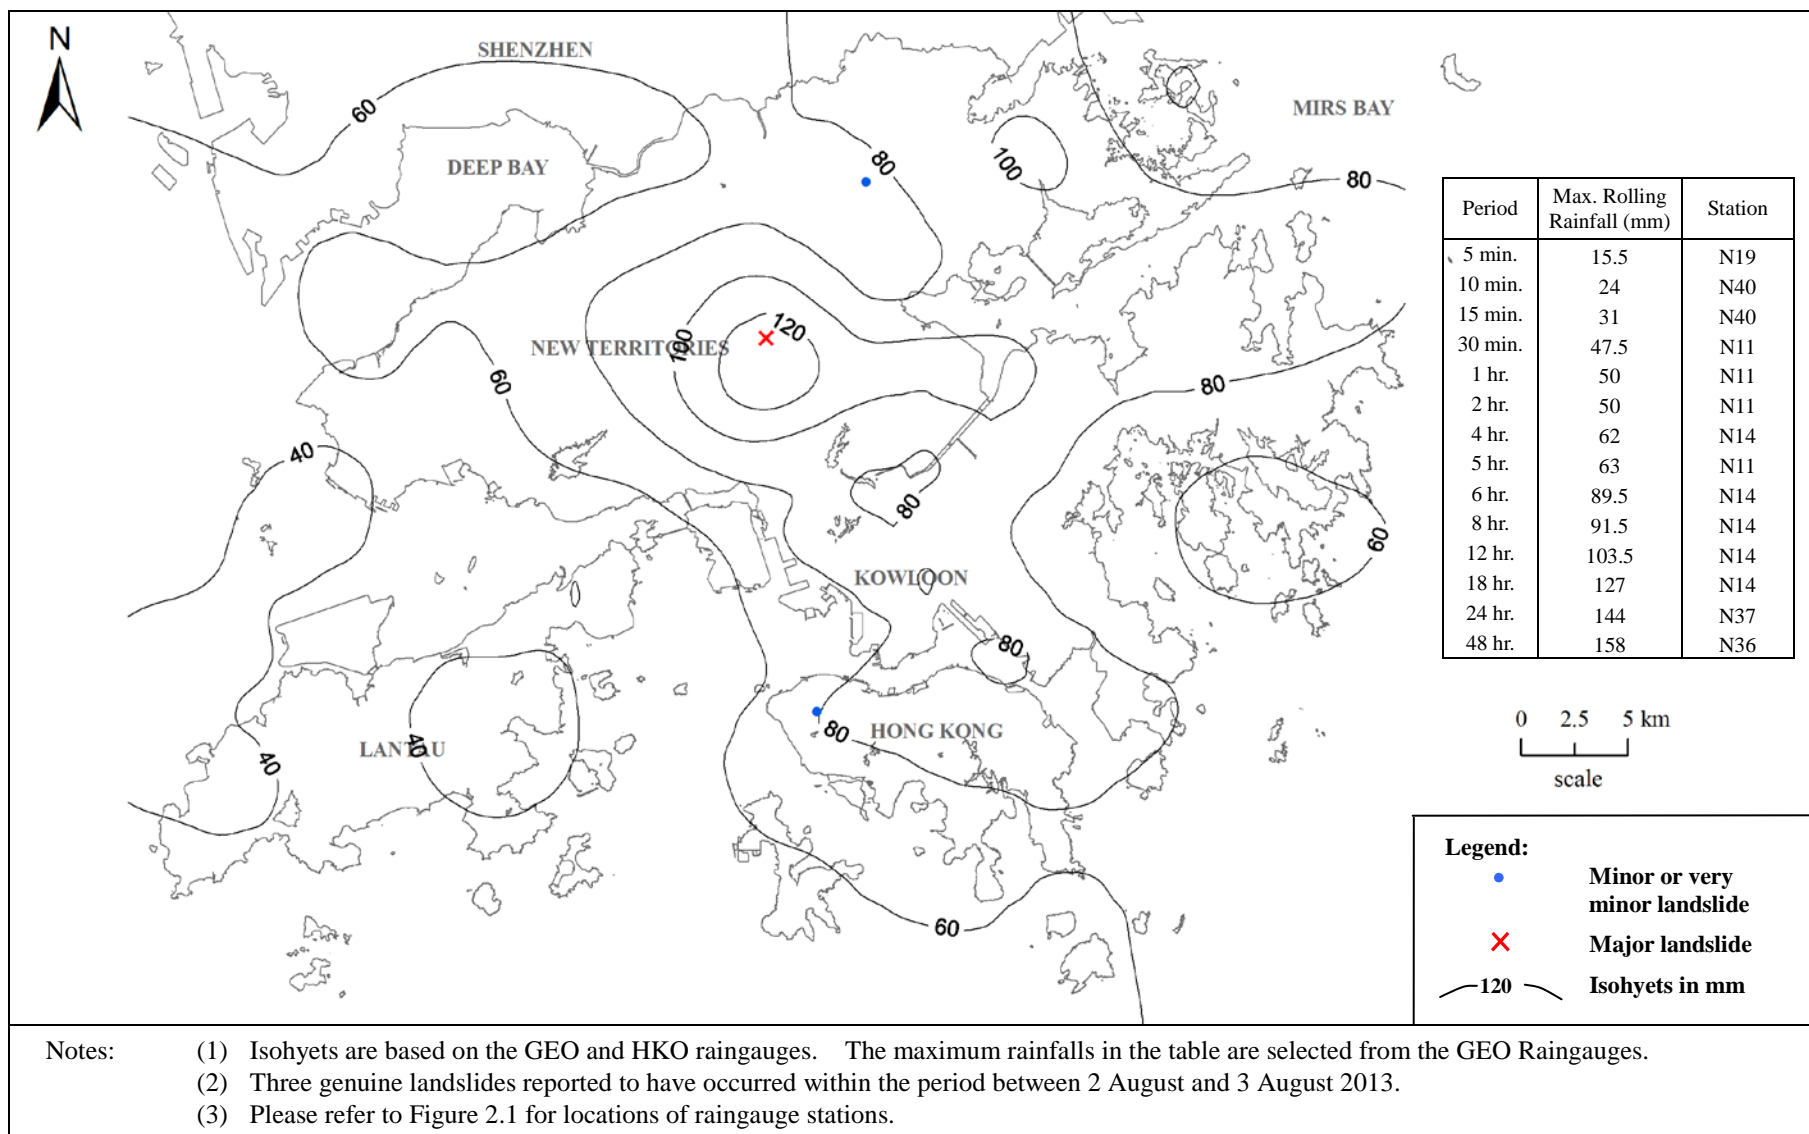 N
SHENZHEN
60
MIRS BAY
DEEP BAY
80
100
80
Period Max. Rolling Rainfall (mm) Station
5 min. 15.5 N19
10 min. 24 N40
15 min. 31 N40
30 min. 47.5 N11
1 hr. 50 N11
2 hr. 50 N11
4 hr. 62 N14
5 hr. 63 N11
6 hr. 89.5 N14
8 hr. 91.5 N14
12 hr. 103.5 N14
18 hr. 127 N14
24 hr. 144 N37
48 hr. 158 N36
120
NEW TERRITORIES
100
60
80
40
80
60
KOWLOON
80
LANTAU
40
40
80
HONG KONG
60
0 2.5 5 km
scale
Legend:
Minor or very
minor landslide
Major landslide
120 Isohyets in mm
Notes: (1) Isohyets are based on the GEO and HKO raingauges. The maximum rainfalls in the table are selected from the GEO Raingauges.
(2) Three genuine landslides reported to have occurred within the period between 2 August and 3 August 2013.
(3) Please refer to Figure 2.1 for locations of raingauge stations.